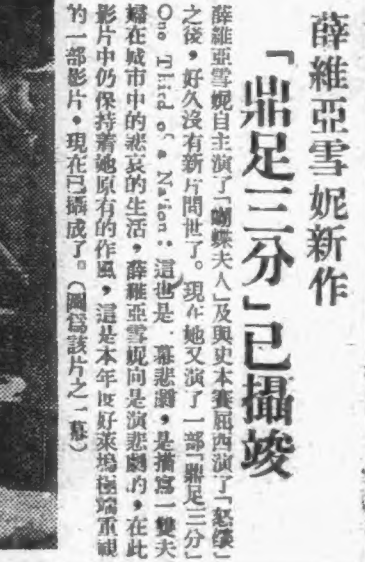 薛維亞雪妮新作
「鼎足三分」已攝竣
薛維亞雪妮自主演了「蝴蝶夫人」及與史本賽屈西演了「怒僕」
之後，好久沒有新片問世了。現在她又演了一部「鼎足三分」
One Third of a Nation：這也是一幕悲劇，是描寫一雙夫
婦在城市中的悲哀的生活，薛維亞雪妮向是演悲劇的，在此
影片中仍保持着她原有的作風，這是本年度好萊塢極端重視
的一部影片，現在已攝成了。（圖爲該片之一幕）